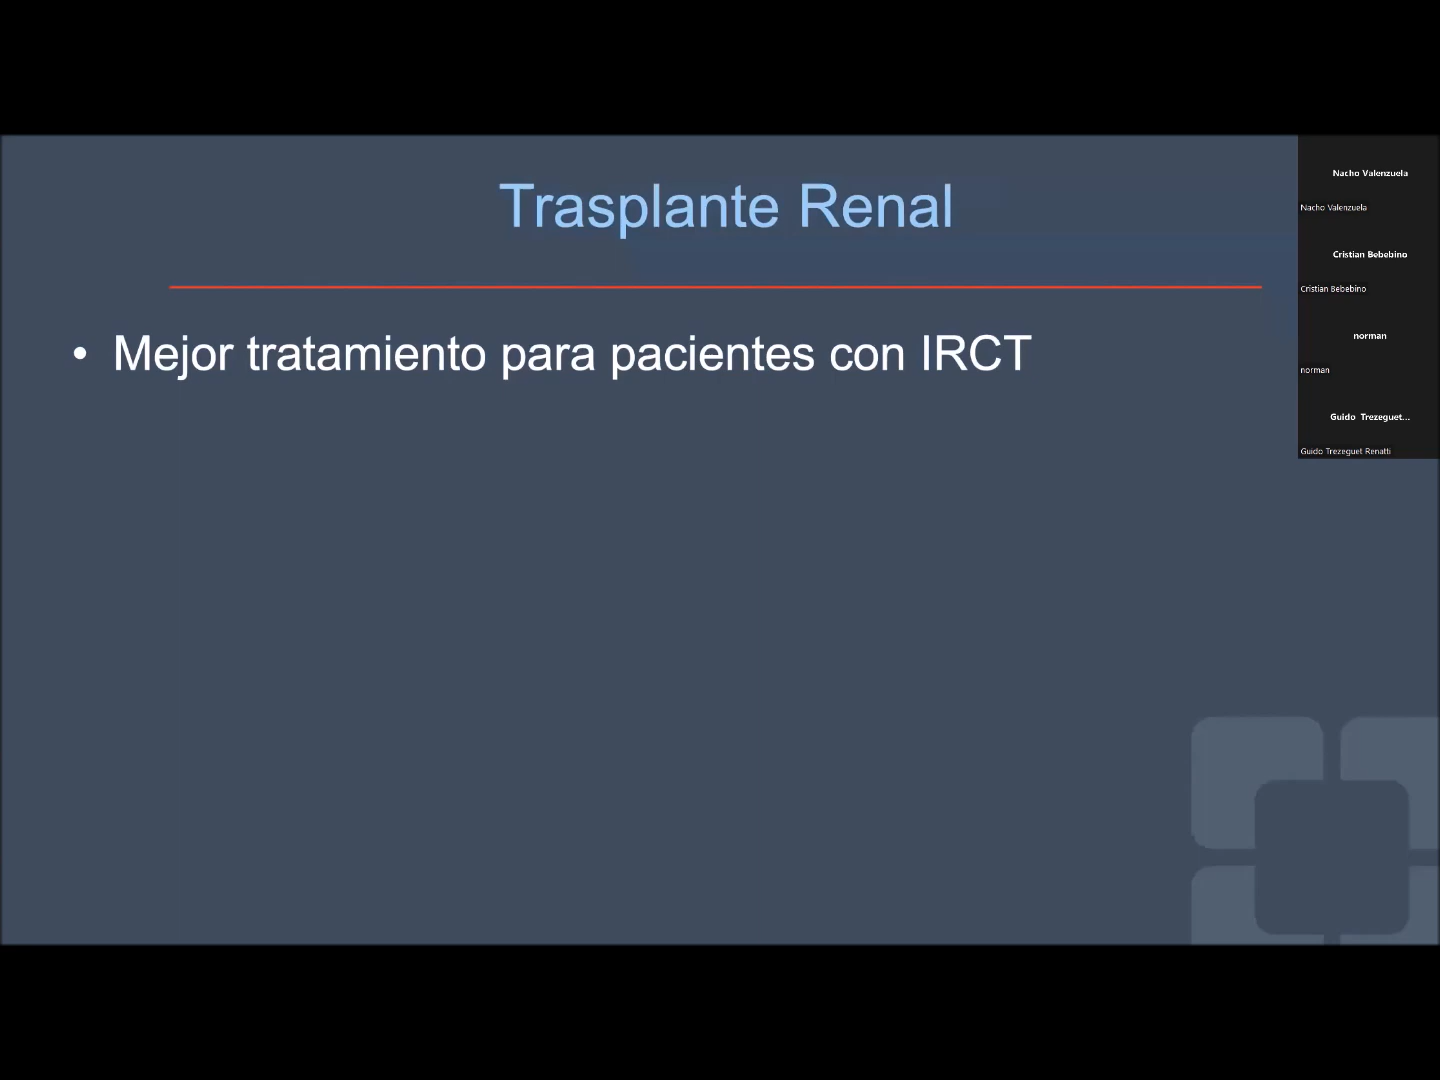 Trasplante Renal
• Mejor tratamiento para pacientes con IRCT
Nacho Valenzuela
Nacho Valenzuela
Cristian Bebebino
Cristian Bebebino
norman
norman
Guido Trezeguet...
Guido Trezeguet Renatti